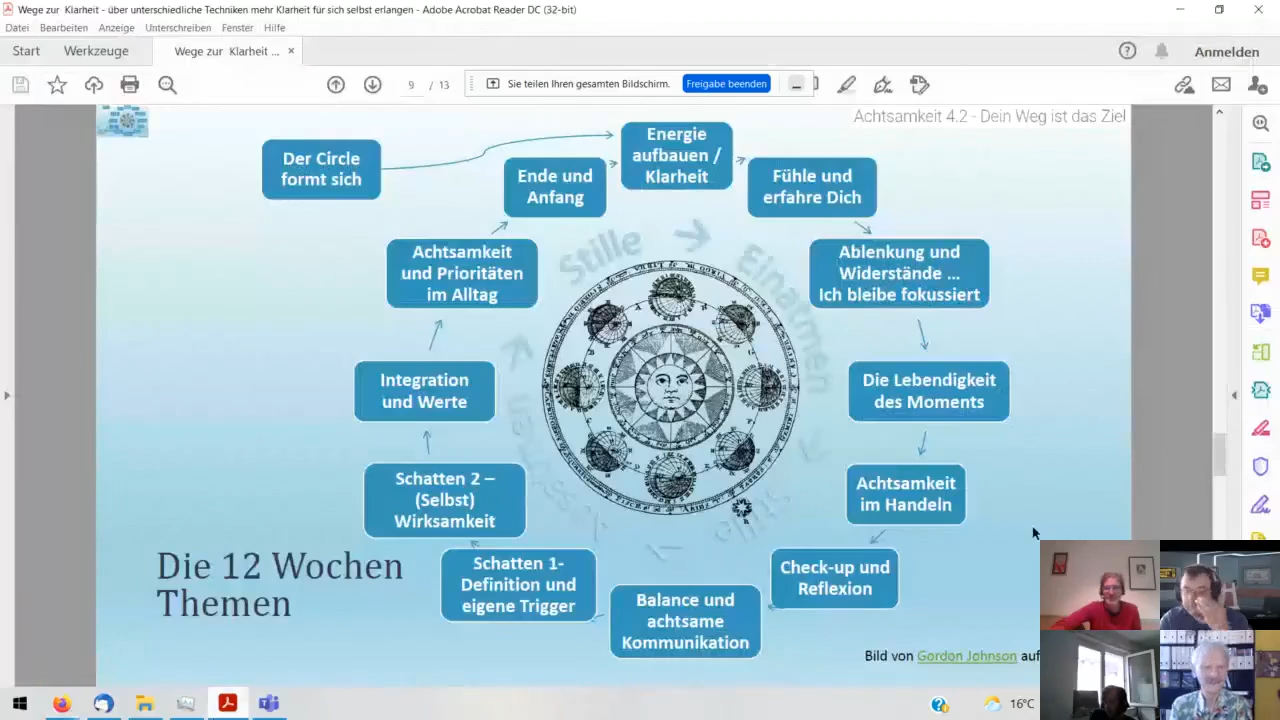 Wege zur Klarheit - über unterschiedliche Techniken mehr Klarheit für sich selbst erlangen - Adobe Acrobat Reader DC (32-bit)
Datei Bearbeiten Anzeige Unterschreiben Fenster Hilfe
Start Werkzeuge Wege zur Klarheit ... × Anmelden
9 / 13 Sie teilen Ihren gesamten Bildschirm. Freigabe beenden
Achtsamkeit 4.2 - Dein Weg ist das Ziel
Der Circle
formt sich
Energie
aufbauen /
Klarheit
Ende und
Anfang
Fühle und
erfahre Dich
Achtsamkeit
und Prioritäten
im Alltag
Stille
Einatmen
Ablenkung und
Widerstände ...
Ich bleibe fokussiert
Integration
und Werte
Die Lebendigkeit
des Moments
Schatten 2 –
(Selbst)
Wirksamkeit
Achtsamkeit
im Handeln
Stille
Schatten 1-
Definition und
eigene Trigger
Balance und
achtsame
Kommunikation
Check-up und
Reflexion
Die 12 Wochen
Themen
Bild von Gordon Johnson auf
16°C